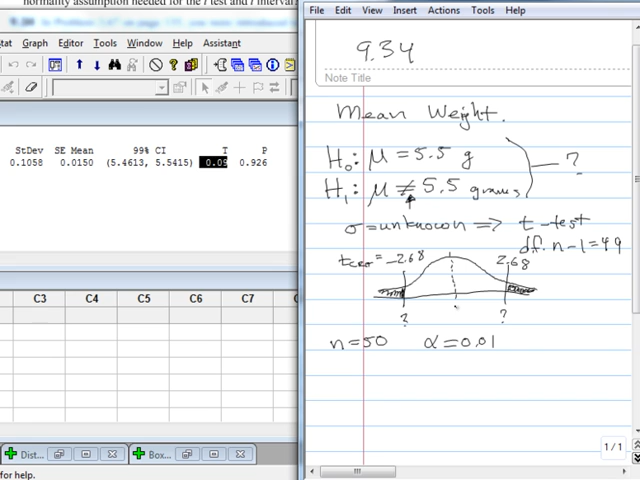 normality assumption needed for the t test and t interval
File Edit View Insert Actions Tools Help
Stat Graph Editor Tools Window Help Assistant
9.34
Note Title
Mean Weight.
H₀: μ = 5.5 g
H₁: μ ≠ 5.5 grams
?
σ = unknown ⇒ t-test
df. n-1 = 49
-2.68 2.68
? ?
n = 50 α = 0.01
StDev SE Mean 99% CI T P
0.1058 0.0150 (5.4613, 5.5415) 0.09 0.926
C3 C4 C5 C6 C7
1/1
Dist...
Box...
for help.